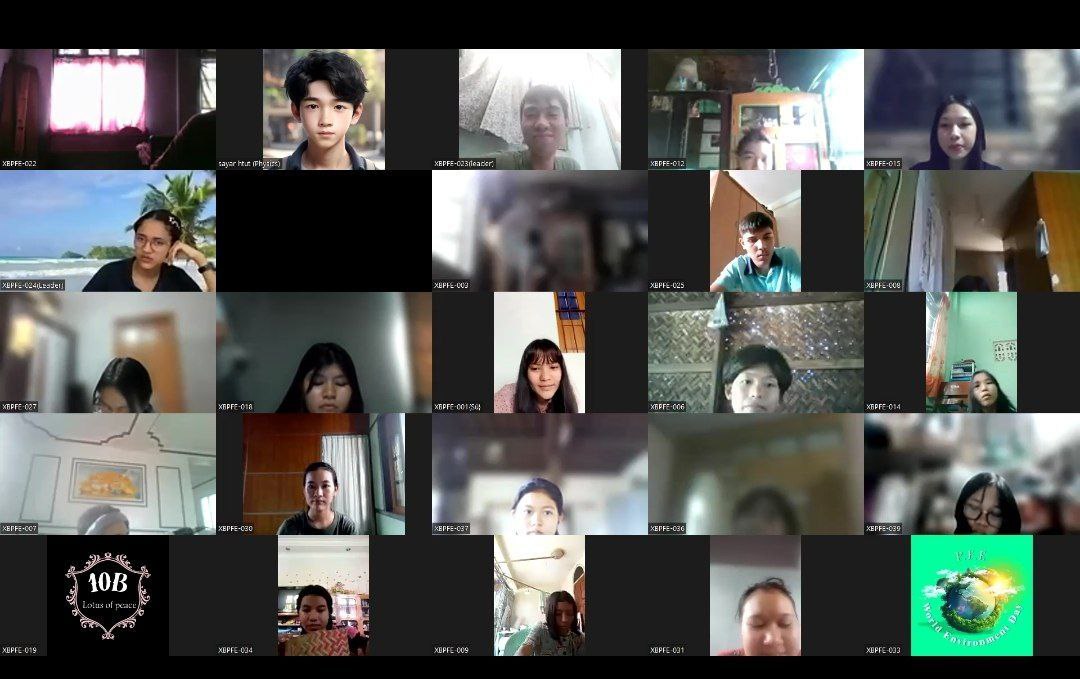 XBPFE-022
sayar htut (Physics)
XBPFE-023(leader)
XBPFE-012
XBPFE-015
XBPFE-024(Leader)
XBPFE-003
XBPFE-025
XBPFE-008
XBPFE-027
XBPFE-018
XBPFE-001(Su)
XBPFE-006
XBPFE-014
XBPFE-007
XBPFE-030
XBPFE-037
XBPFE-036
XBPFE-039
10B
Lotus of peace
XBPFE-019
XBPFE-034
XBPFE-009
XBPFE-031
World Environment Day
XBPFE-033